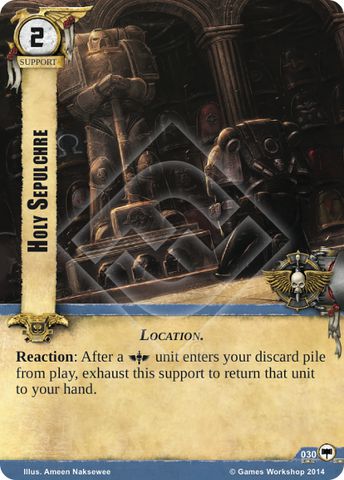 2
SUPPORT
HOLY SEPULCHRE
LOCATION.
Reaction: After a unit enters your discard pile
from play, exhaust this support to return that unit
to your hand.
030
Illus. Ameen Naksewee
© Games Workshop 2014